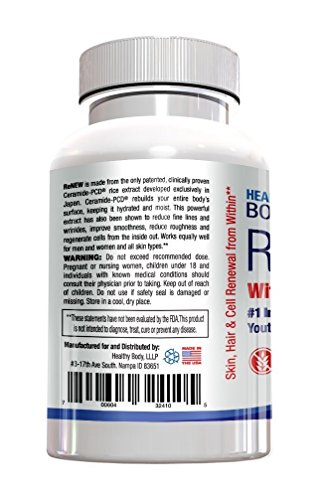 ReNEW is made from the only patented, clinically proven
Ceramide-PCD® rice extract developed exclusively in
Japan. Ceramide-PCD® rebuilds your entire body's
surface, keeping it hydrated and moist. This powerful
extract has also been shown to reduce fine lines and
wrinkles, improve smoothness, reduce roughness and
regenerate cells from the inside out. Works equally
well for men and women and all skin types.**
WARNING: Do not exceed recommended dose.
Pregnant or nursing women, children under 18 and
individuals with known medical conditions should
consult their physician prior to taking. Keep out of reach
of children. Do not use if safety seal is damaged or
missing. Store in a cool, dry place.
**These statements have not been evaluated by the FDA. This product
is not intended to diagnose, treat, cure or prevent any disease.
Manufactured for and Distributed by:
Healthy Body, LLLP
#3-17th Ave South, Nampa ID 83651
MADE IN
THE USA
7 00604 32410 5
Skin, Hair & Cell Renewal from Within**
HEA
BO
R
Wi
#1 I
Yout